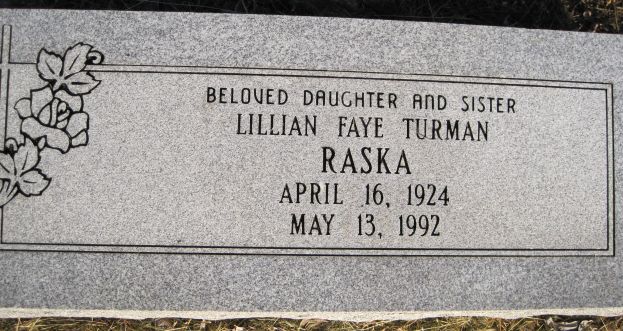 BELOVED DAUGHTER AND SISTER
LILLIAN FAYE TURMAN
RASKA
APRIL 16, 1924
MAY 13, 1992